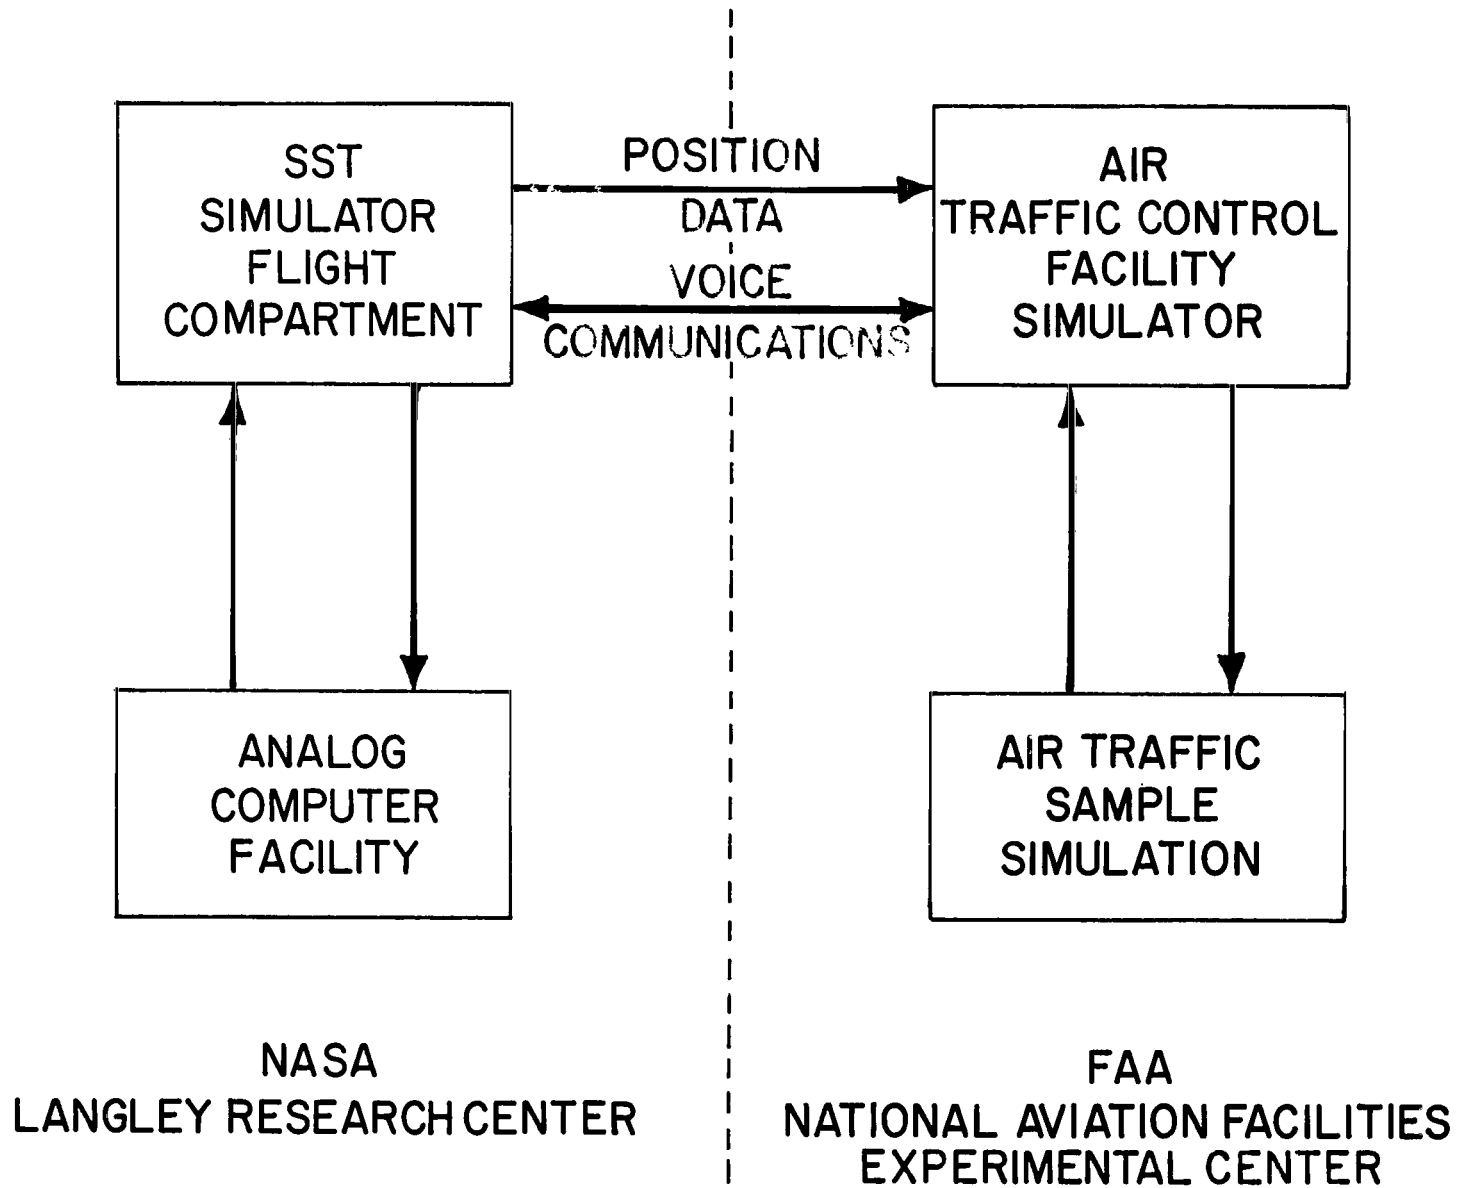 SST
SIMULATOR
FLIGHT
COMPARTMENT
POSITION
DATA
VOICE
COMMUNICATIONS
AIR
TRAFFIC CONTROL
FACILITY
SIMULATOR
ANALOG
COMPUTER
FACILITY
AIR TRAFFIC
SAMPLE
SIMULATION
NASA
LANGLEY RESEARCH CENTER
FAA
NATIONAL AVIATION FACILITIES
EXPERIMENTAL CENTER